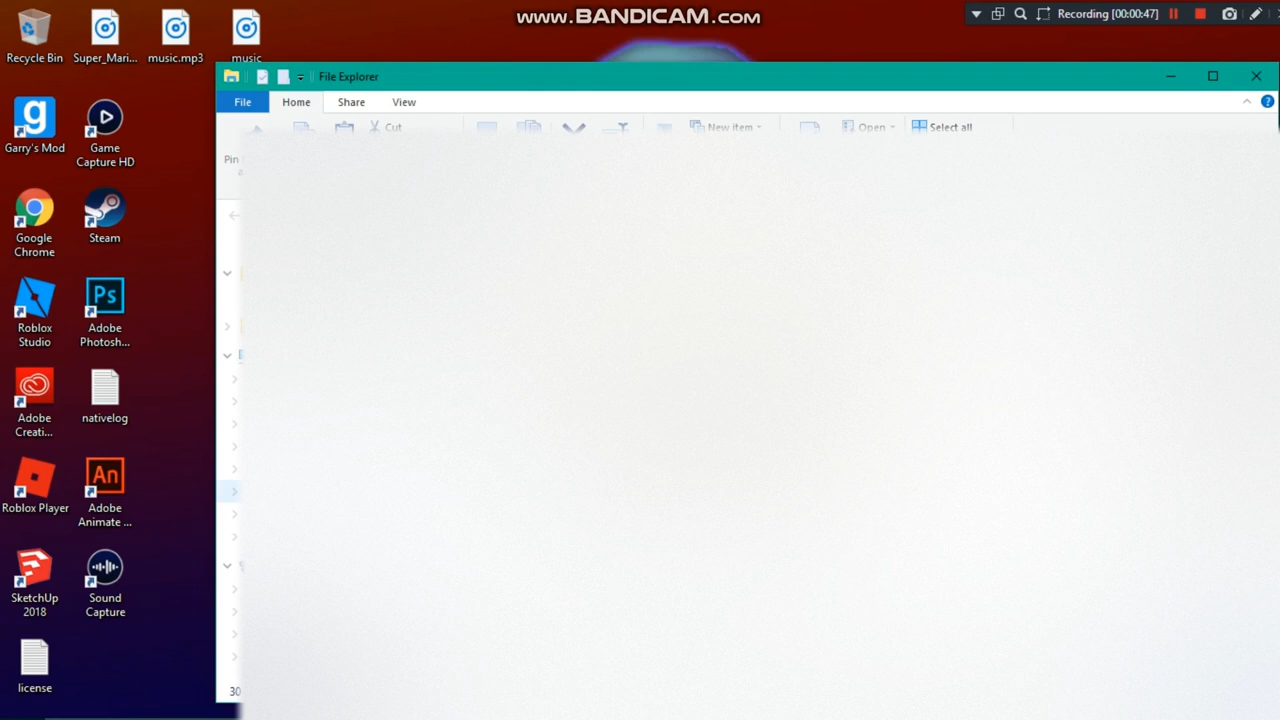 www.BANDICAM.com
Recording [00:00:47]
Recycle Bin
Super_Mari...
music.mp3
music
File Explorer
File
Home
Share
View
Cut
New item
Open
Select all
Pin
Garry's Mod
Game
Capture HD
Google
Chrome
Steam
Roblox
Studio
Adobe
Photosh...
Adobe
Creati...
nativelog
Roblox Player
Adobe
Animate ...
SketchUp
2018
Sound
Capture
license
30